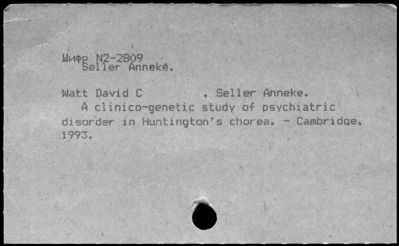 Шифр N2-2809
Seller Anneke.
Watt David C . Seller Anneke.
A clinico-genetic study of psychiatric
disorder in Huntington's chorea. - Cambridge,
1993.